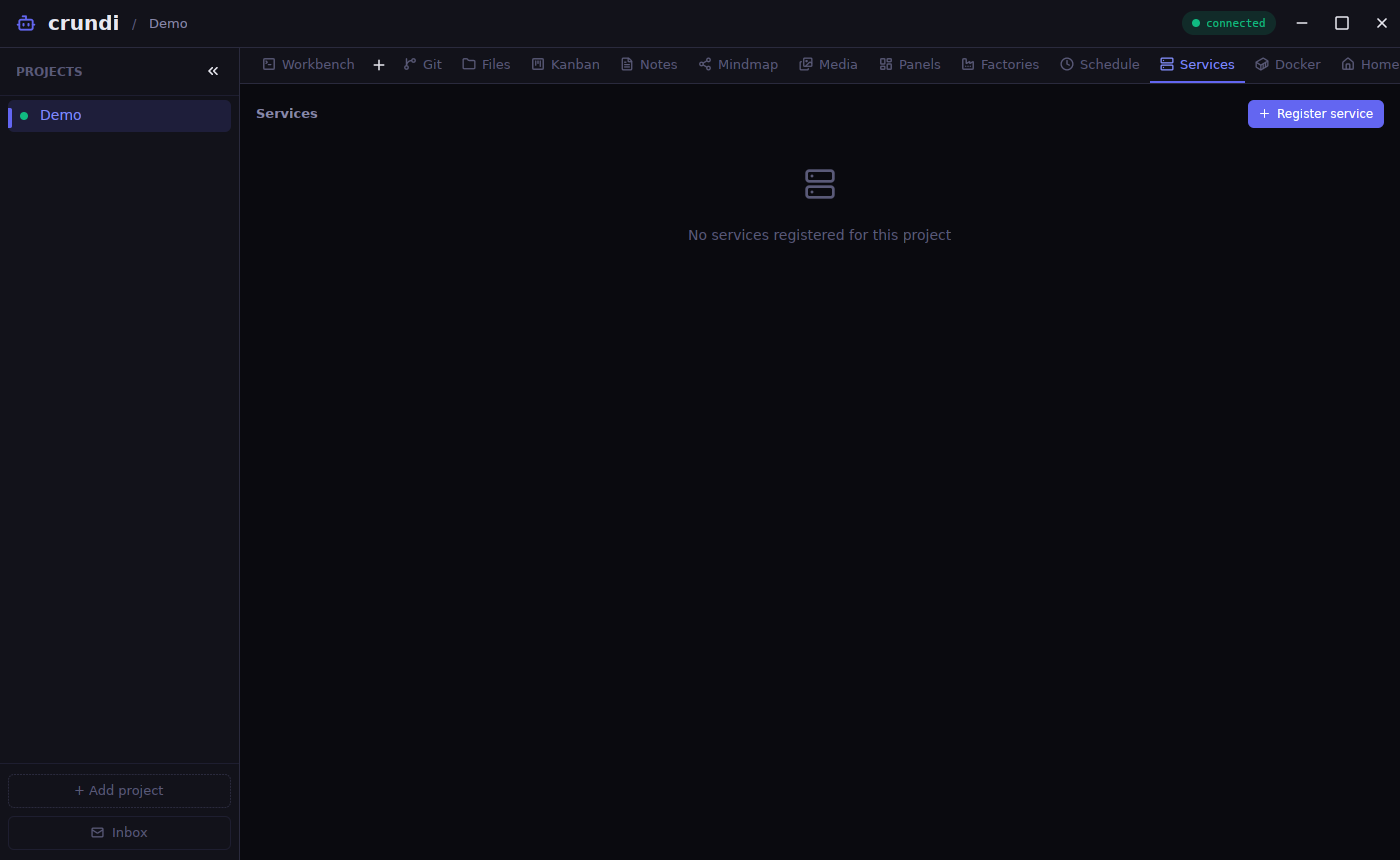 crundi / Demo
connected
PROJECTS
Workbench
Git
Files
Kanban
Notes
Mindmap
Media
Panels
Factories
Schedule
Services
Docker
Home
Demo
Services
+ Register service
No services registered for this project
+ Add project
Inbox